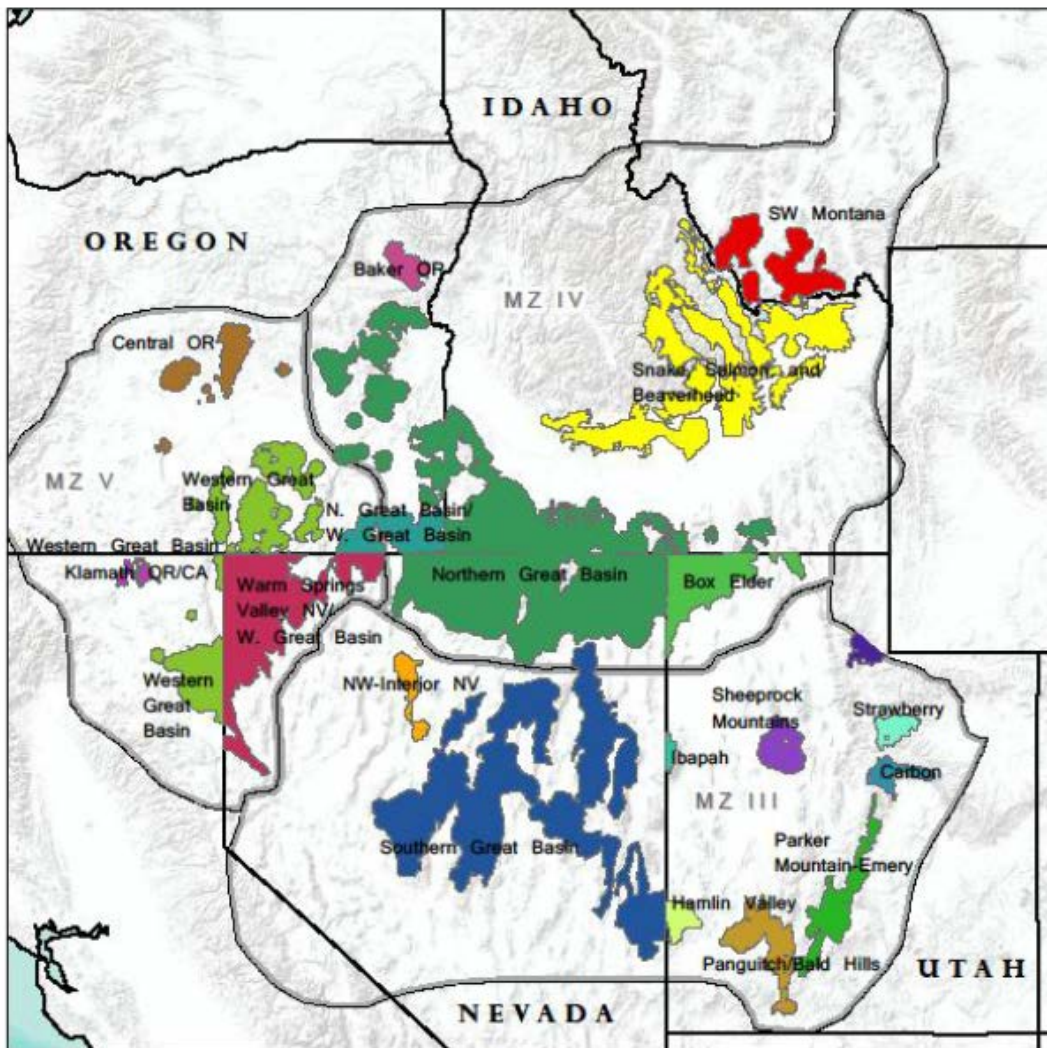 IDAHO
SW Montana
OREGON
Baker OR
MZ IV
Central OR
Snake, Salmon, and
Beaverhead
MZ V
Western Great
Basin
N. Great Basin/
W. Great Basin
Western Great Basin
Klamath OR/CA
Warm Springs
Valley NV/
W. Great Basin
Northern Great Basin
Box Elder
Western
Great
Basin
NW-Interior NV
Sheeprock
Mountains
Strawberry
Ibapah
Carbon
MZ III
Southern Great Basin
Parker
Mountain-Emery
Hamlin Valley
Panguitch/Bald Hills
UTAH
NEVADA